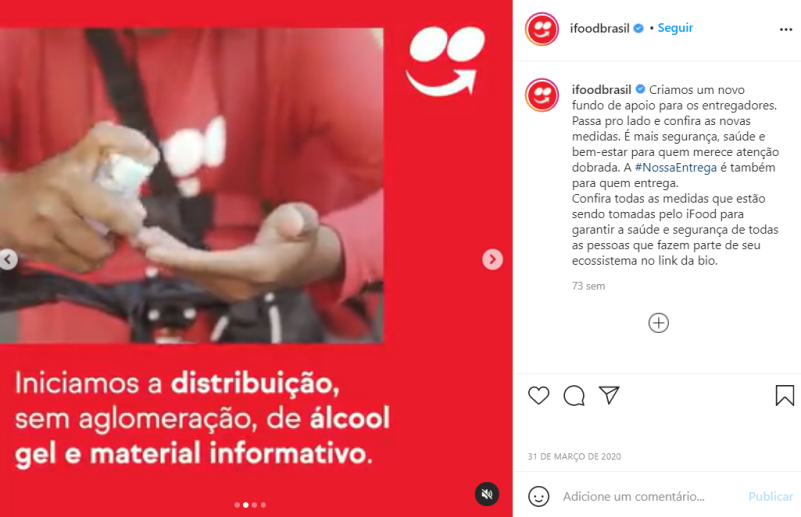 Iniciamos a distribuição,
sem aglomeração, de álcool
gel e material informativo.
ifoodbrasil • Seguir
ifoodbrasil Criamos um novo
fundo de apoio para os entregadores.
Passa pro lado e confira as novas
medidas. É mais segurança, saúde e
bem-estar para quem merece atenção
dobrada. A #NossaEntrega é também
para quem entrega.
Confira todas as medidas que estão
sendo tomadas pelo iFood para
garantir a saúde e segurança de todas
as pessoas que fazem parte de seu
ecossistema no link da bio.
73 sem
31 DE MARÇO DE 2020
Adicione um comentário... Publicar